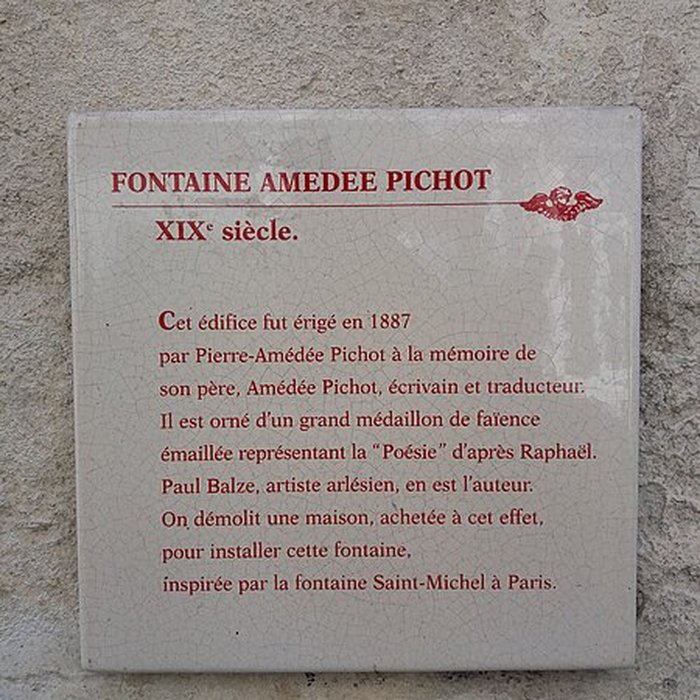 FONTAINE AMEDEE PICHOT
XIXe siècle.
Cet édifice fut érigé en 1887
par Pierre-Amédée Pichot à la mémoire de
son père, Amédée Pichot, écrivain et traducteur.
Il est orné d'un grand médaillon de faïence
émaillée représentant la "Poésie" d'après Raphaël.
Paul Balze, artiste arlésien, en est l'auteur.
On démolit une maison, achetée à cet effet,
pour installer cette fontaine,
inspirée par la fontaine Saint-Michel à Paris.